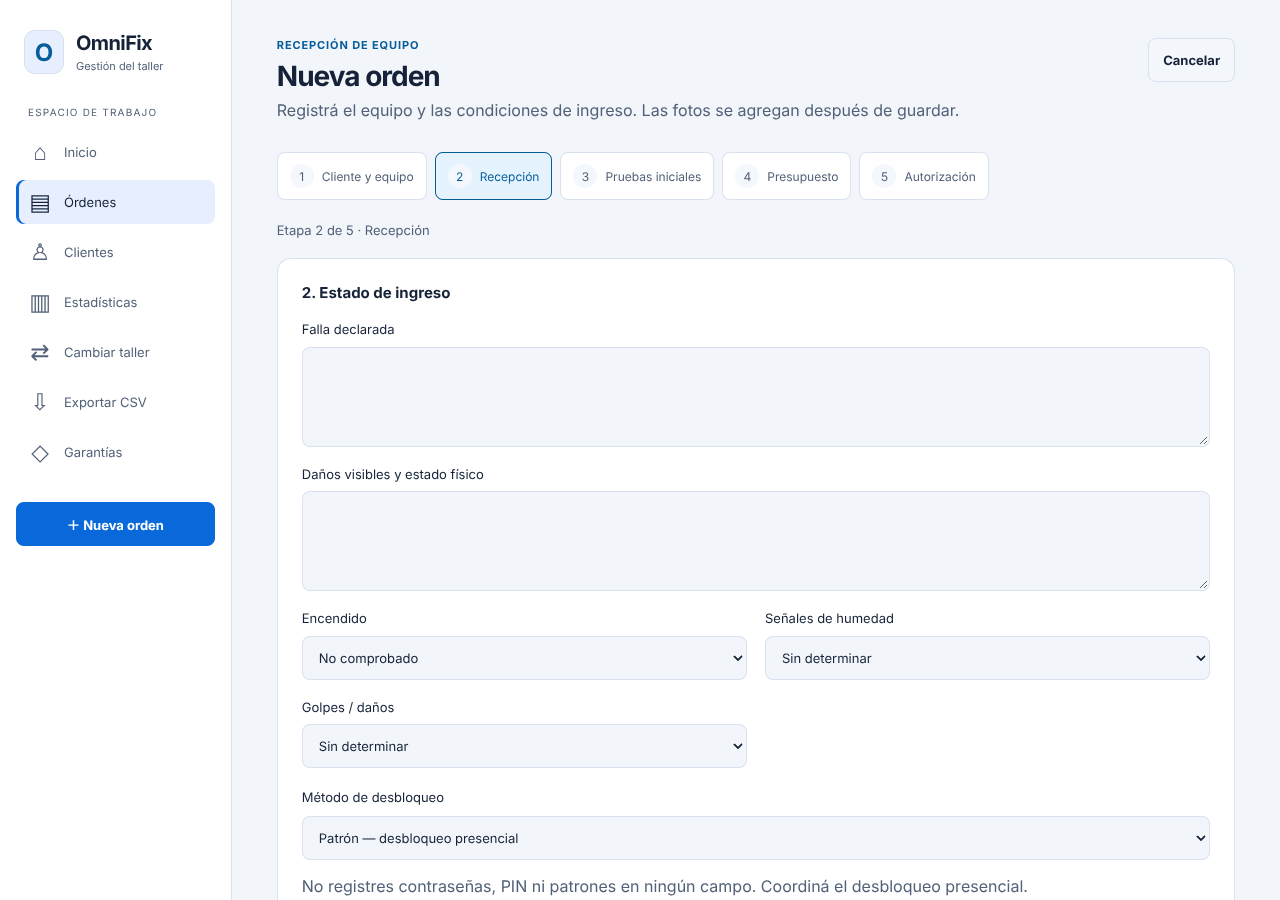 O
OmniFix
Gestión del taller
ESPACIO DE TRABAJO
Inicio
Órdenes
Clientes
Estadísticas
Cambiar taller
Exportar CSV
Garantías
+ Nueva orden
RECEPCIÓN DE EQUIPO
Nueva orden
Registrá el equipo y las condiciones de ingreso. Las fotos se agregan después de guardar.
Cancelar
1 Cliente y equipo
2 Recepción
3 Pruebas iniciales
4 Presupuesto
5 Autorización
Etapa 2 de 5 · Recepción
2. Estado de ingreso
Falla declarada
Daños visibles y estado físico
Encendido
Señales de humedad
No comprobado
Sin determinar
Golpes / daños
Sin determinar
Método de desbloqueo
Patrón — desbloqueo presencial
No registres contraseñas, PIN ni patrones en ningún campo. Coordiná el desbloqueo presencial.